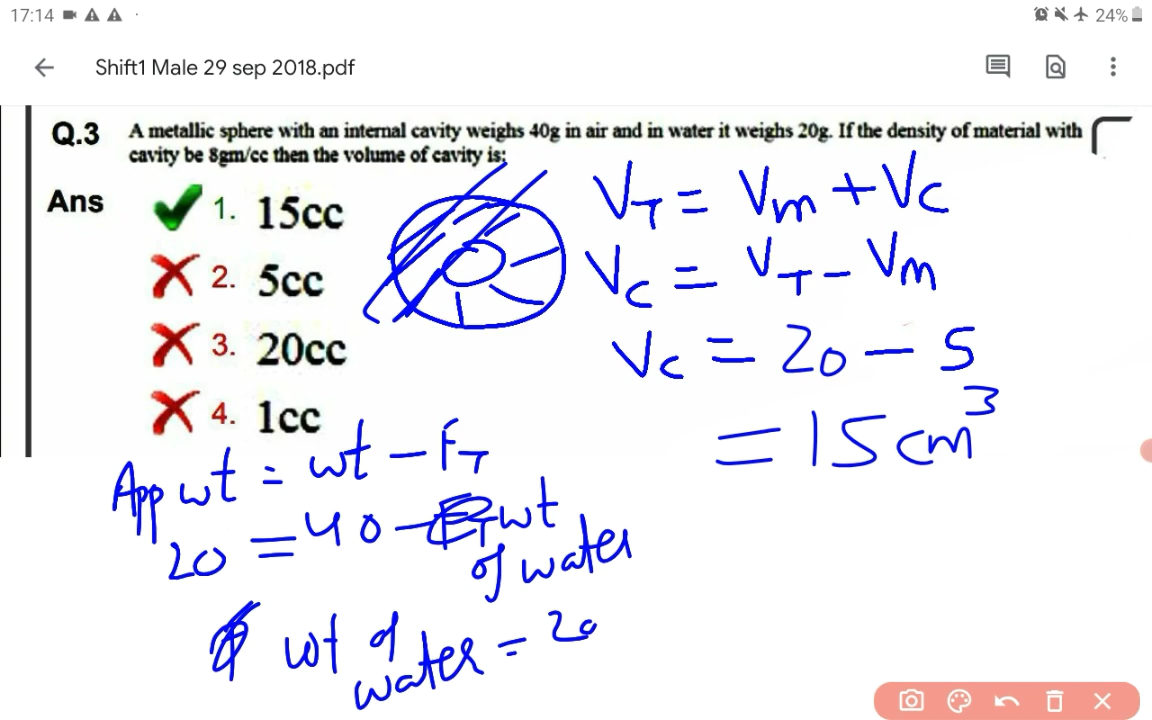 17:14
24%
Shift1 Male 29 sep 2018.pdf
Q.3 A metallic sphere with an internal cavity weighs 40g in air and in water it weighs 20g. If the density of material with
cavity be 8gm/cc then the volume of cavity is:
Ans
1. 15cc
2. 5cc
3. 20cc
4. 1cc
VT = Vm + Vc
Vc = VT - Vm
Vc = 20 - 5
= 15 cm³
App wt = wt - FT
20 = 40 - wt
of water
wt of
water = 20